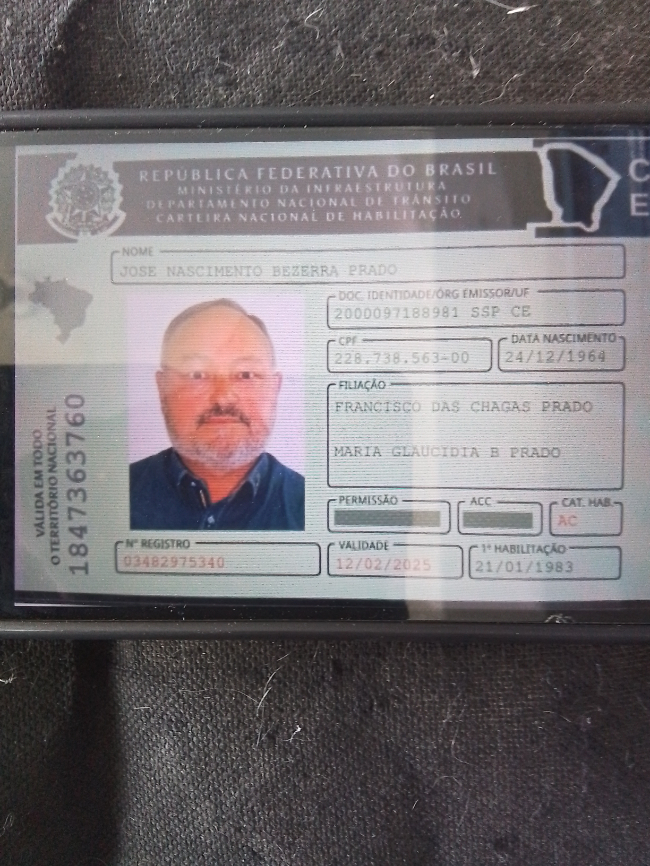 REPÚBLICA FEDERATIVA DO BRASIL
MINISTÉRIO DA INFRAESTRUTURA
DEPARTAMENTO NACIONAL DE TRÂNSITO
CARTEIRA NACIONAL DE HABILITAÇÃO
C
E
NOME
JOSE NASCIMENTO BEZERRA PRADO
DOC. IDENTIDADE/ÓRG EMISSOR/UF
2000097188981 SSP CE
CPF
228.738.563-00
DATA NASCIMENTO
24/12/1964
FILIAÇÃO
FRANCISCO DAS CHAGAS PRADO
MARIA GLAUCIDIA B PRADO
PERMISSÃO
ACC
CAT. HAB.
AC
Nº REGISTRO
03482975340
VALIDADE
12/02/2025
1ª HABILITAÇÃO
21/01/1983
VÁLIDA EM TODO
O TERRITÓRIO NACIONAL
1847363760